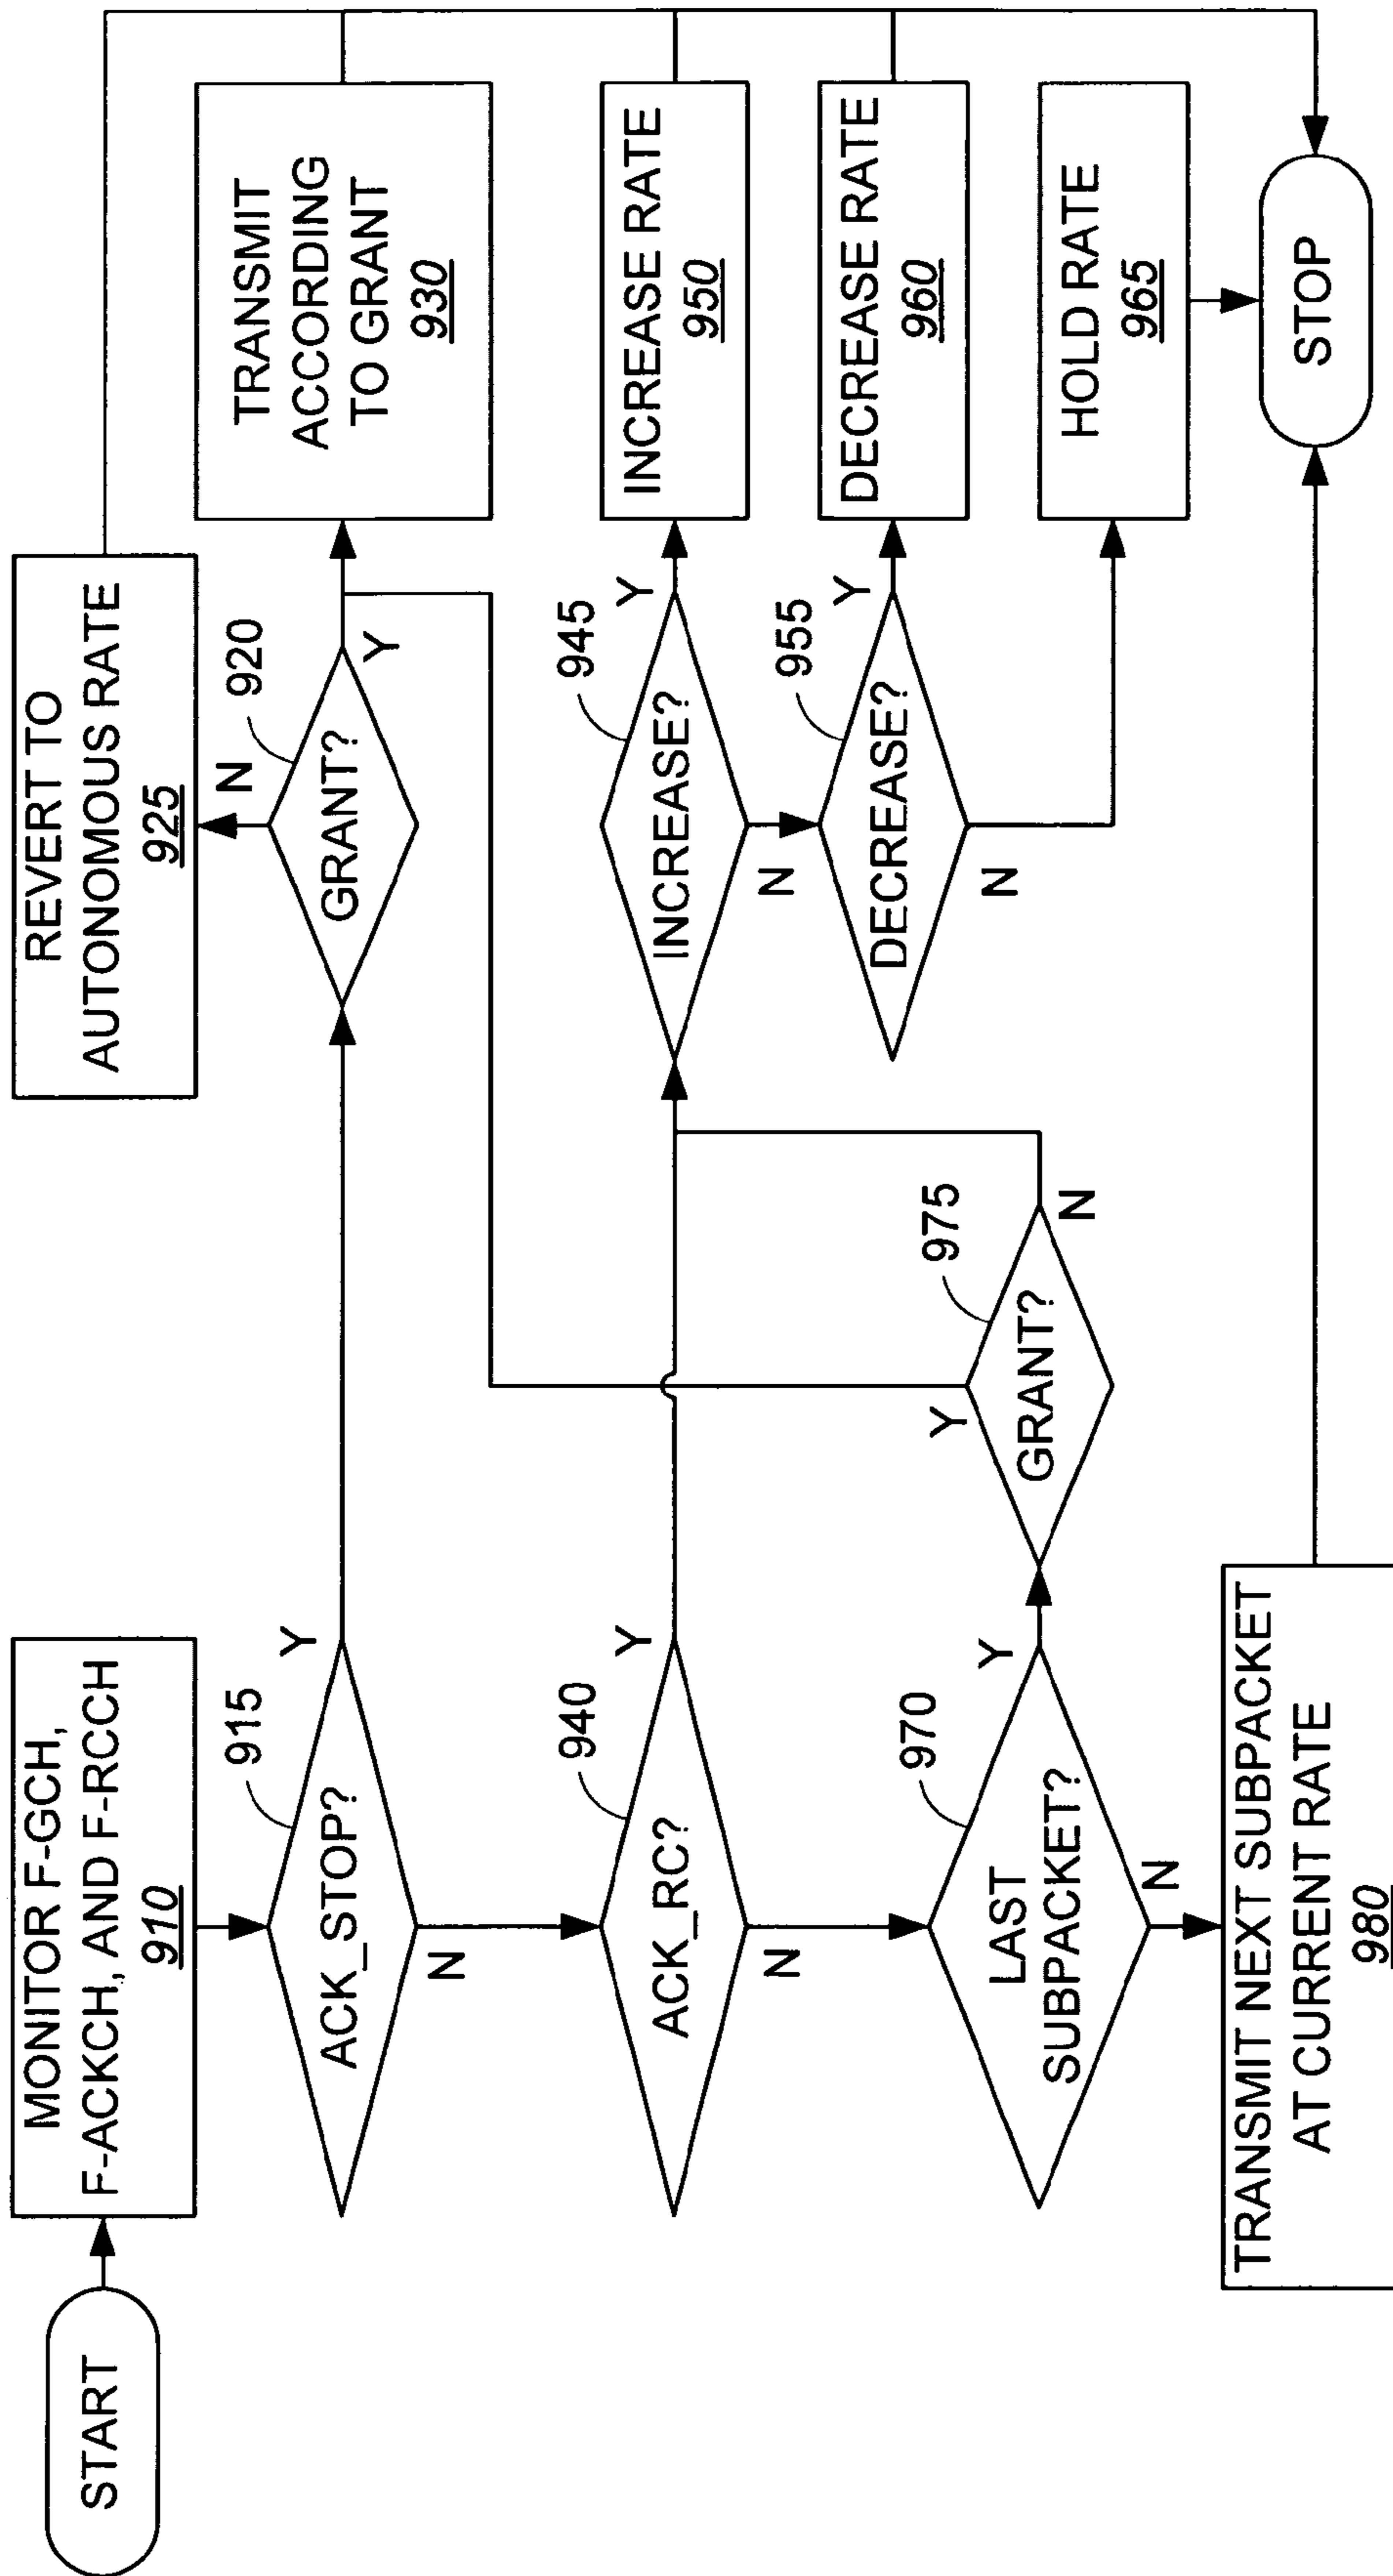 START
MONITOR F-GCH,
F-ACKCH, AND F-RCCH
910
ACK_STOP?
915
Y
N
GRANT?
920
N
Y
REVERT TO
AUTONOMOUS RATE
925
TRANSMIT
ACCORDING
TO GRANT
930
ACK_RC?
940
Y
N
INCREASE?
945
Y
N
INCREASE RATE
950
DECREASE?
955
Y
N
DECREASE RATE
960
HOLD RATE
965
LAST
SUBPACKET?
970
Y
N
GRANT?
975
Y
N
TRANSMIT NEXT SUBPACKET
AT CURRENT RATE
980
STOP